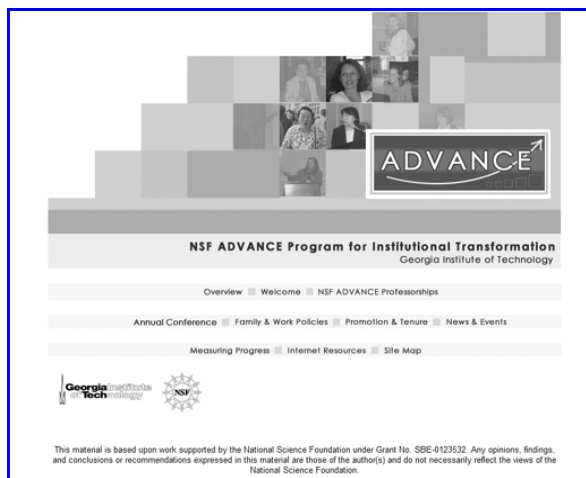 ADVANCE
NSF ADVANCE Program for Institutional Transformation
Georgia Institute of Technology
Overview Welcome NSF ADVANCE Professorships
Annual Conference Family & Work Policies Promotion & Tenure News & Events
Measuring Progress Internet Resources Site Map
GeorgiaInstitute
ofTechnology
NSF
This material is based upon work supported by the National Science Foundation under Grant No. SBE-0123532. Any opinions, findings,
and conclusions or recommendations expressed in this material are those of the author(s) and do not necessarily reflect the views of the
National Science Foundation.